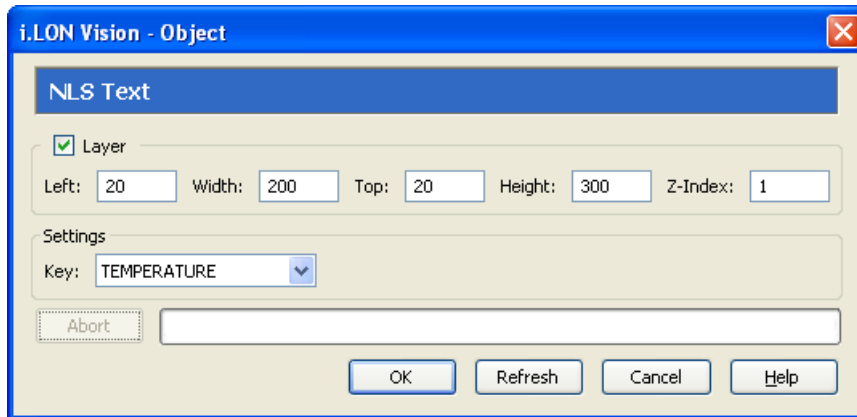 i.LON Vision - Object
NLS Text
Layer
Left: 20 Width: 200 Top: 20 Height: 300 Z-Index: 1
Settings
Key: TEMPERATURE
Abort
OK Refresh Cancel Help